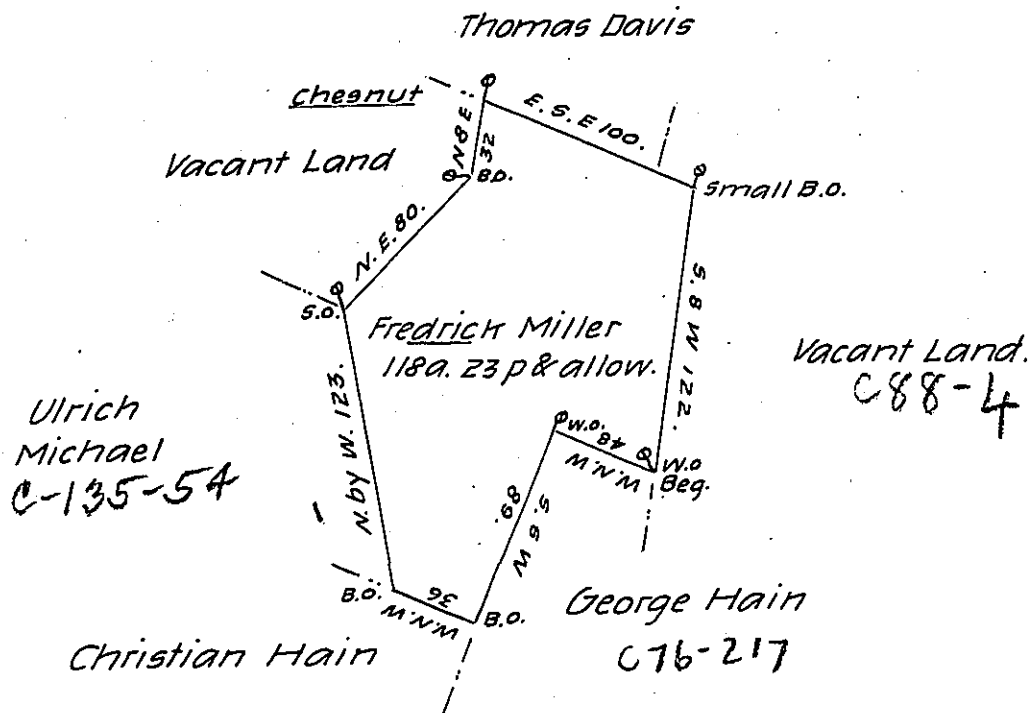 Thomas Davis
Chesnut
E. S. E 100.
N 8 E
32
Vacant Land
B.O.
Small B.O.
N. E. 80.
S.O.
Fredrick Miller
118a. 23 p & allow.
S. 8 W 122.
Vacant Land.
C88-4
Ulrich
Michael
C-135-54
N. by W. 123.
W.O.
48
W.N.W
W.O
Beg.
89.
S. 6 W
B.O.
36
W.N.W
B.O.
George Hain
C76-217
Christian Hain